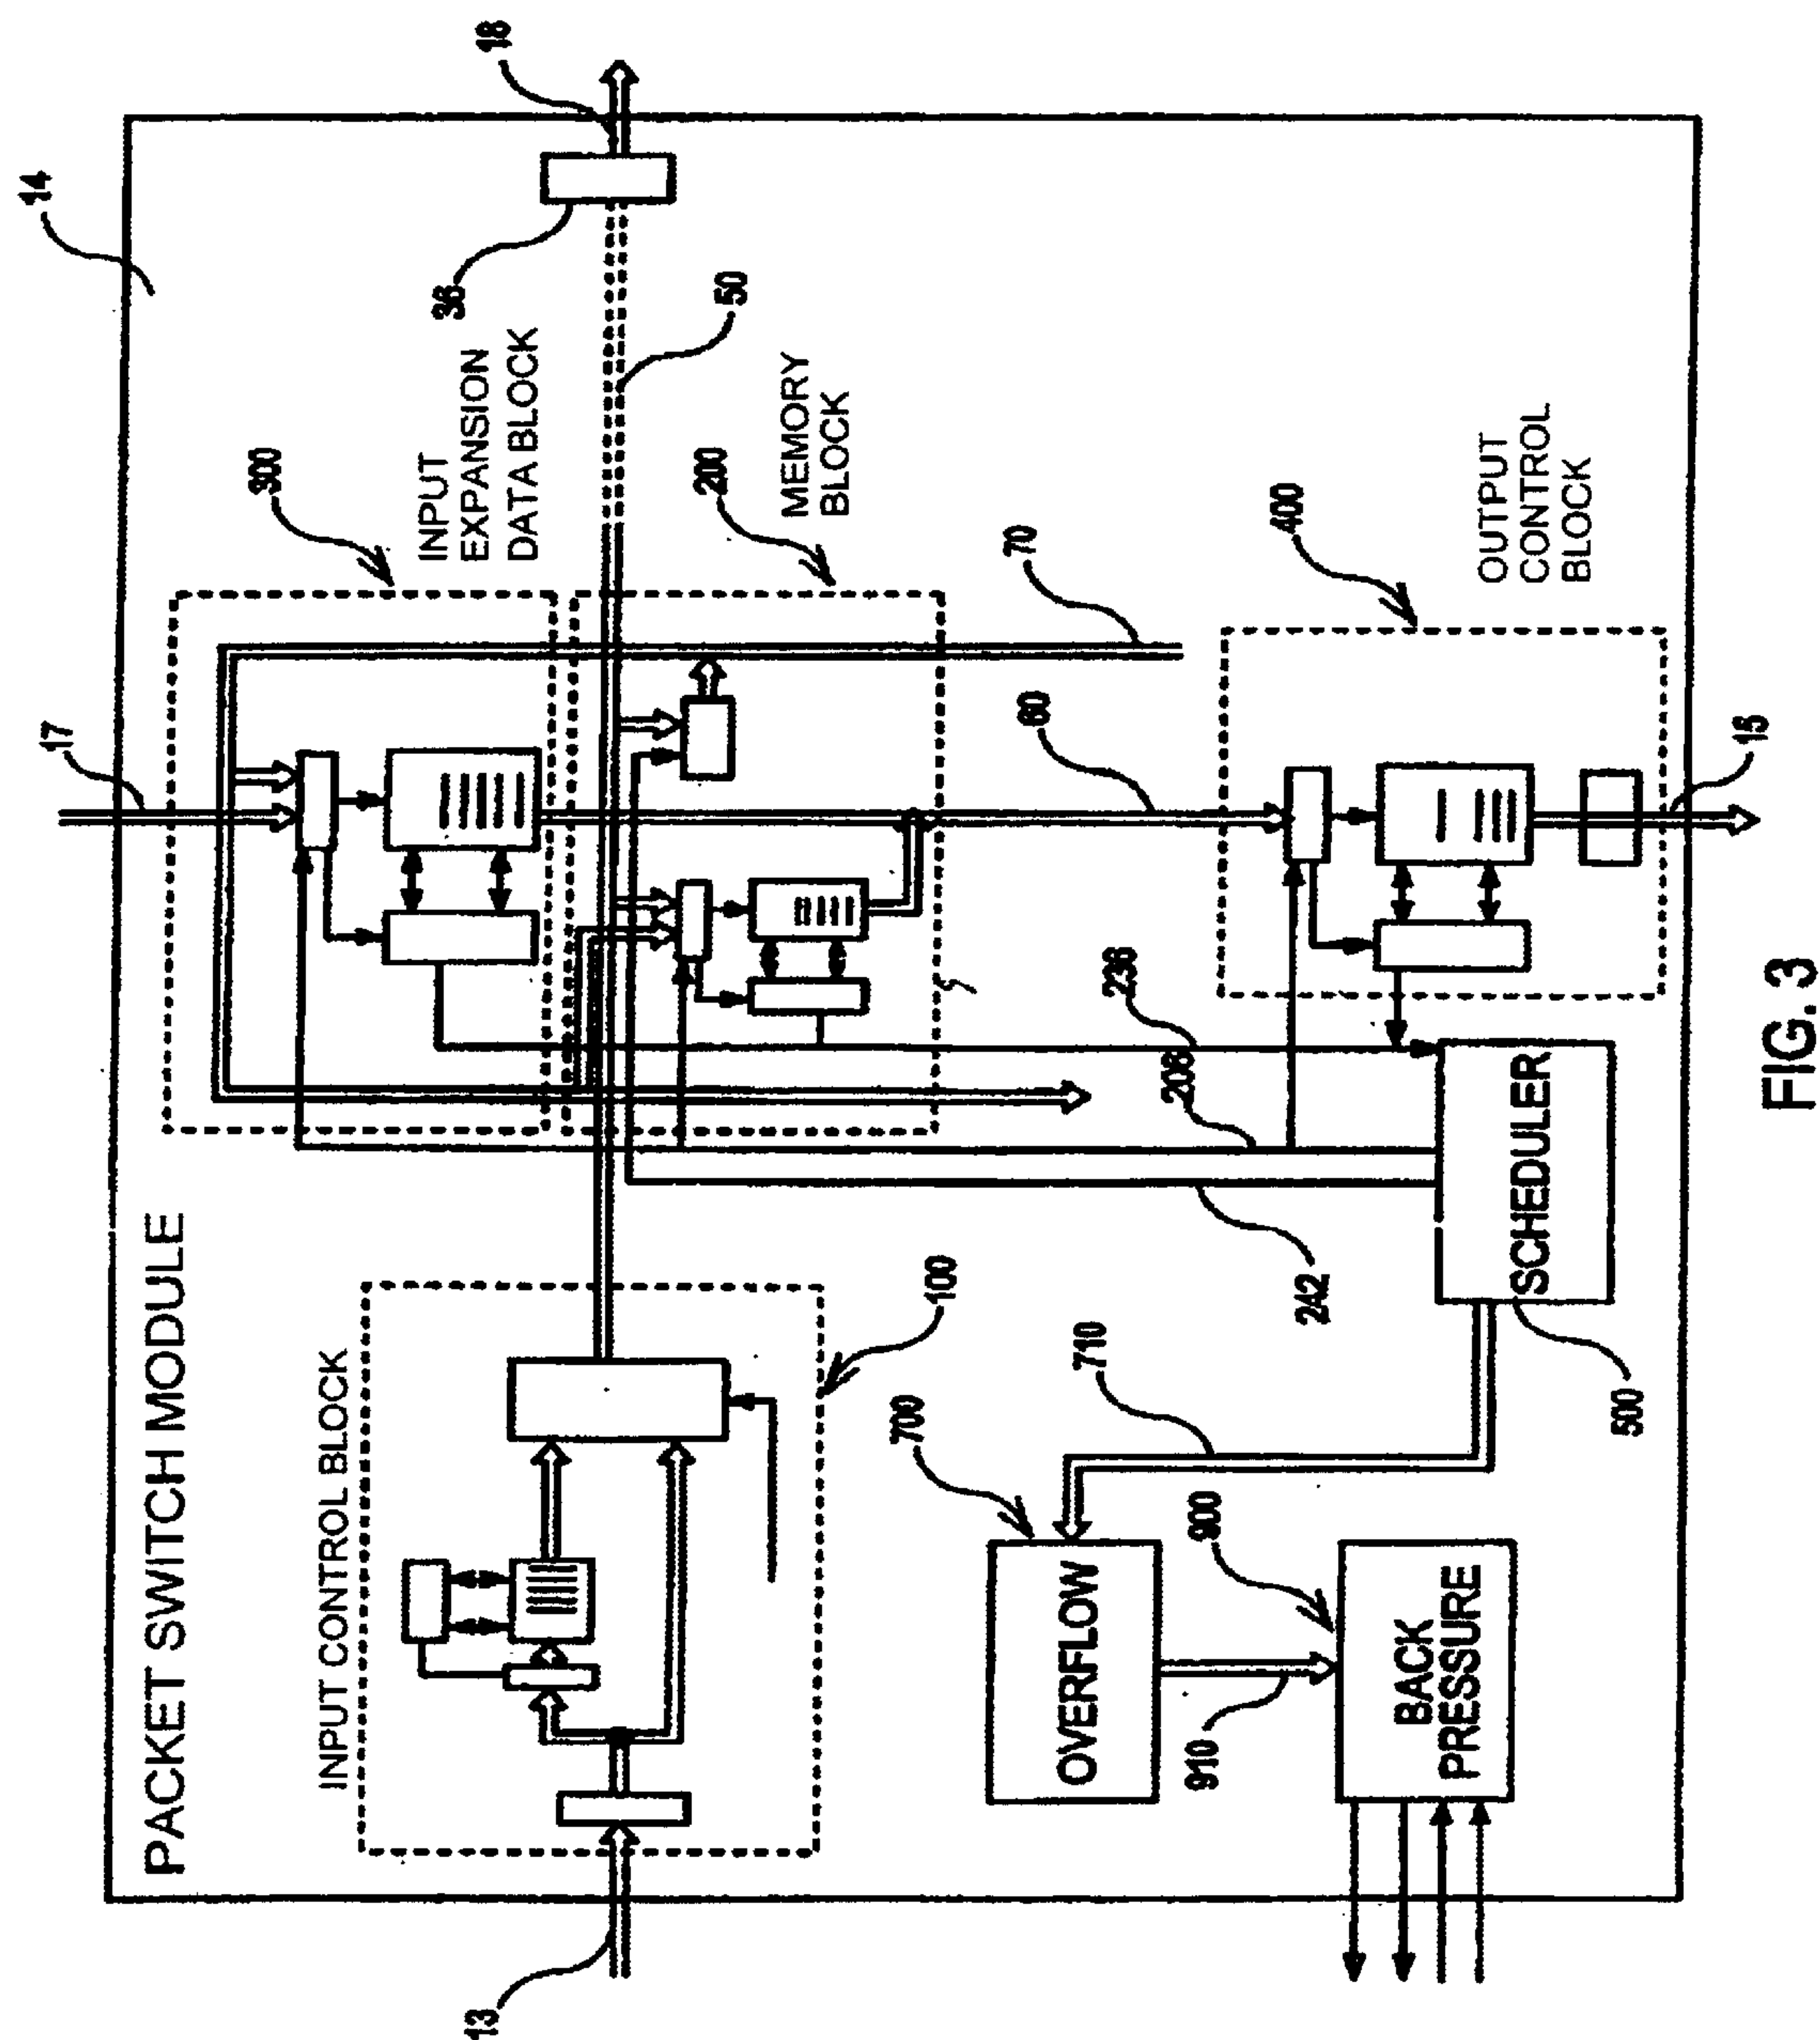 PACKET SWITCH MODULE
14
INPUT CONTROL BLOCK
13
100
17
300
INPUT
EXPANSION
DATA BLOCK
36
18
50
200
MEMORY
BLOCK
70
60
236
206
242
400
OUTPUT
CONTROL
BLOCK
15
SCHEDULER
500
710
700
OVERFLOW
900
910
BACK
PRESSURE
FIG. 3